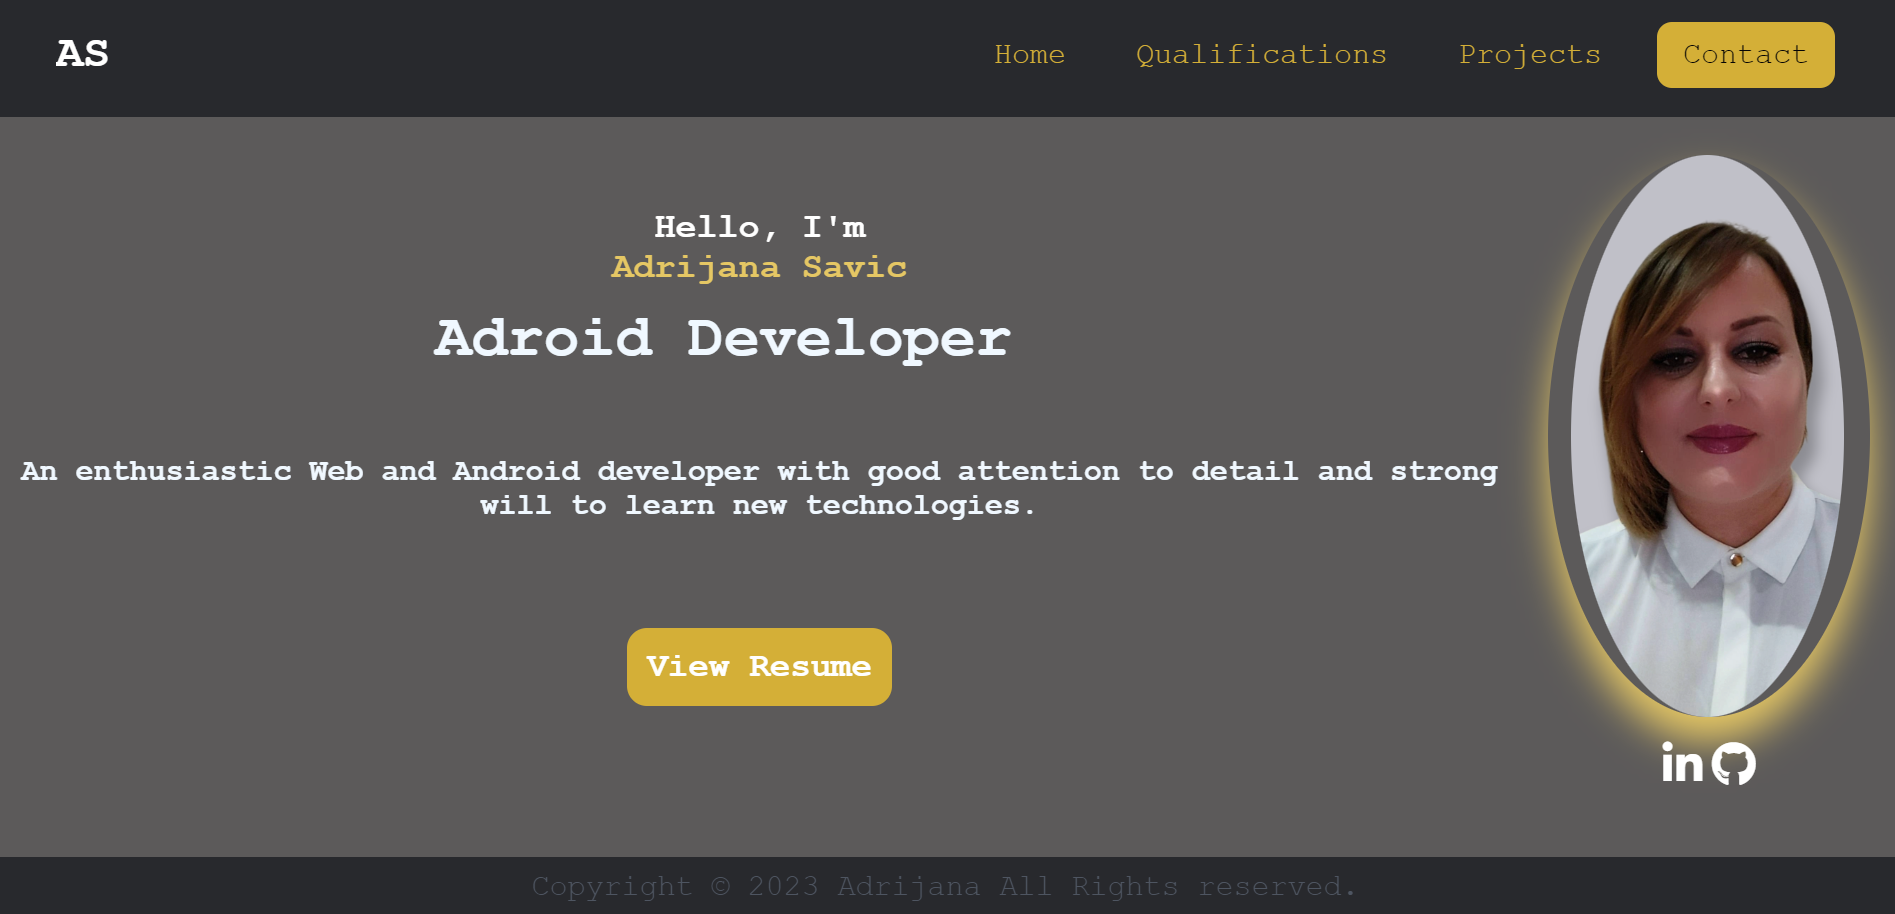 AS
Home
Qualifications
Projects
Contact
Hello, I'm
Adrijana Savic
Adroid Developer
An enthusiastic Web and Android developer with good attention to detail and strong
will to learn new technologies.
View Resume
in
Copyright © 2023 Adrijana All Rights reserved.